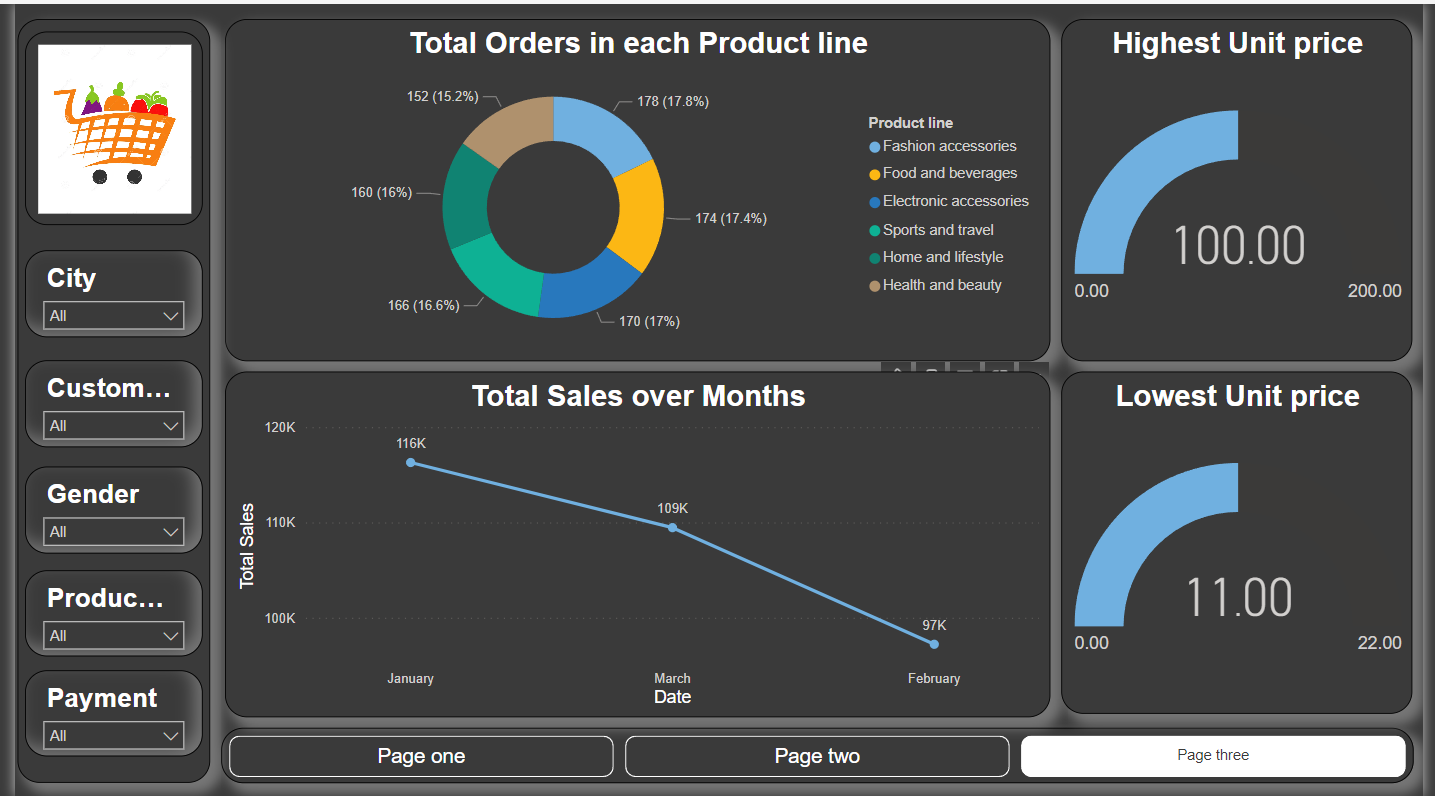 City
All
Custom...
All
Gender
All
Produc...
All
Payment
All
Total Orders in each Product line
152 (15.2%)
178 (17.8%)
160 (16%)
174 (17.4%)
166 (16.6%)
170 (17%)
Product line
Fashion accessories
Food and beverages
Electronic accessories
Sports and travel
Home and lifestyle
Health and beauty
Highest Unit price
100.00
0.00
200.00
Total Sales over Months
Total Sales
120K
110K
100K
116K
109K
97K
January
March
February
Date
Lowest Unit price
11.00
0.00
22.00
Page one
Page two
Page three